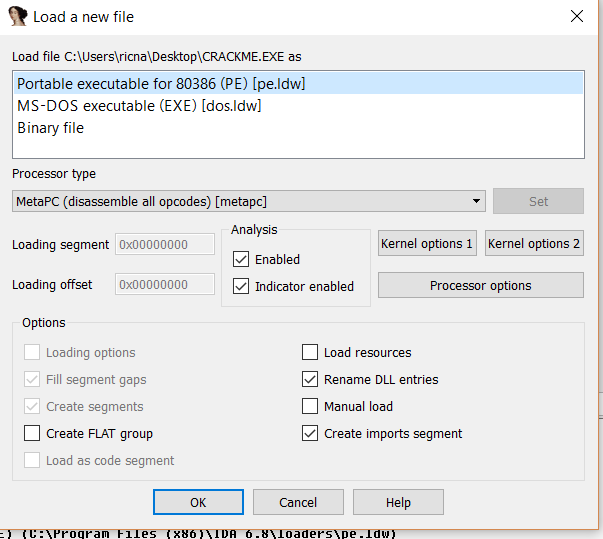 Load a new file
Load file C:\Users\ricna\Desktop\CRACKME.EXE as
Portable executable for 80386 (PE) [pe.ldw]
MS-DOS executable (EXE) [dos.ldw]
Binary file
Processor type
MetaPC (disassemble all opcodes) [metapc]
Set
Analysis
Loading segment
0x00000000
Enabled
Kernel options 1
Kernel options 2
Loading offset
0x00000000
Indicator enabled
Processor options
Options
Loading options
Load resources
Fill segment gaps
Rename DLL entries
Create segments
Manual load
Create FLAT group
Create imports segment
Load as code segment
OK
Cancel
Help
E) (C:\Program Files (x86)\IDA 6.8\loaders\pe.ldw)